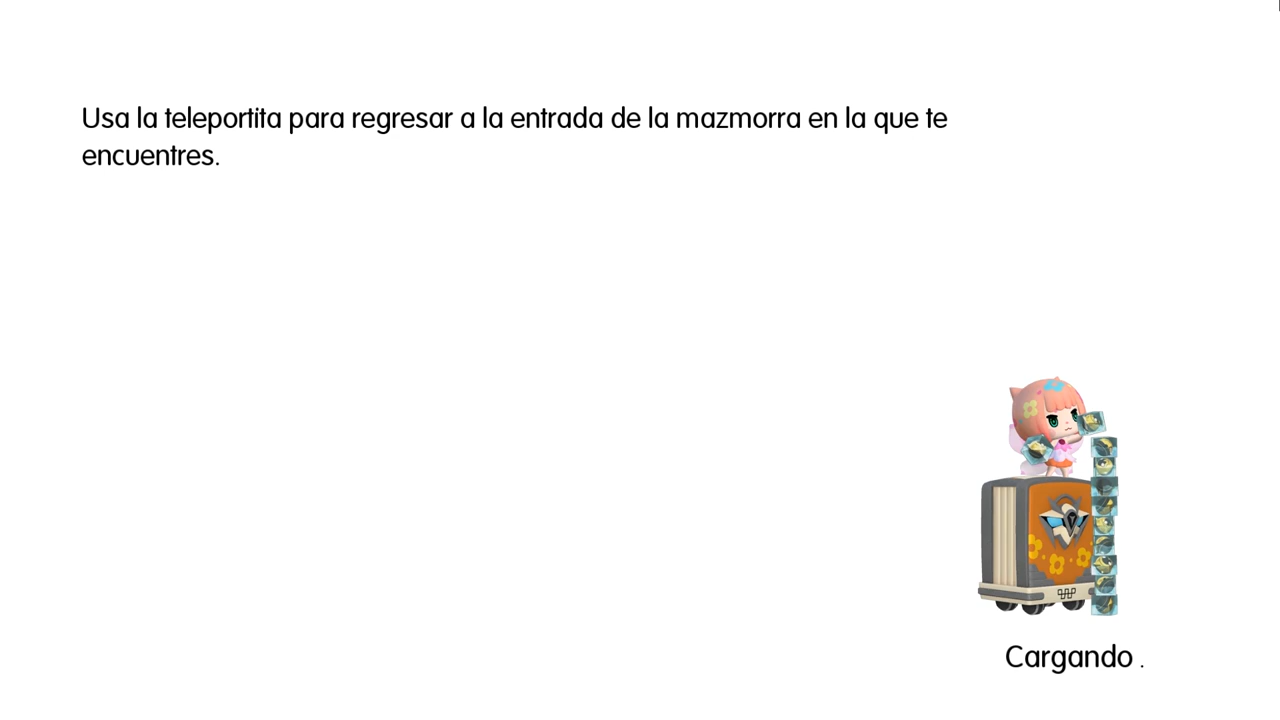 Usa la teleportita para regresar a la entrada de la mazmorra en la que te
encuentres.
Cargando .